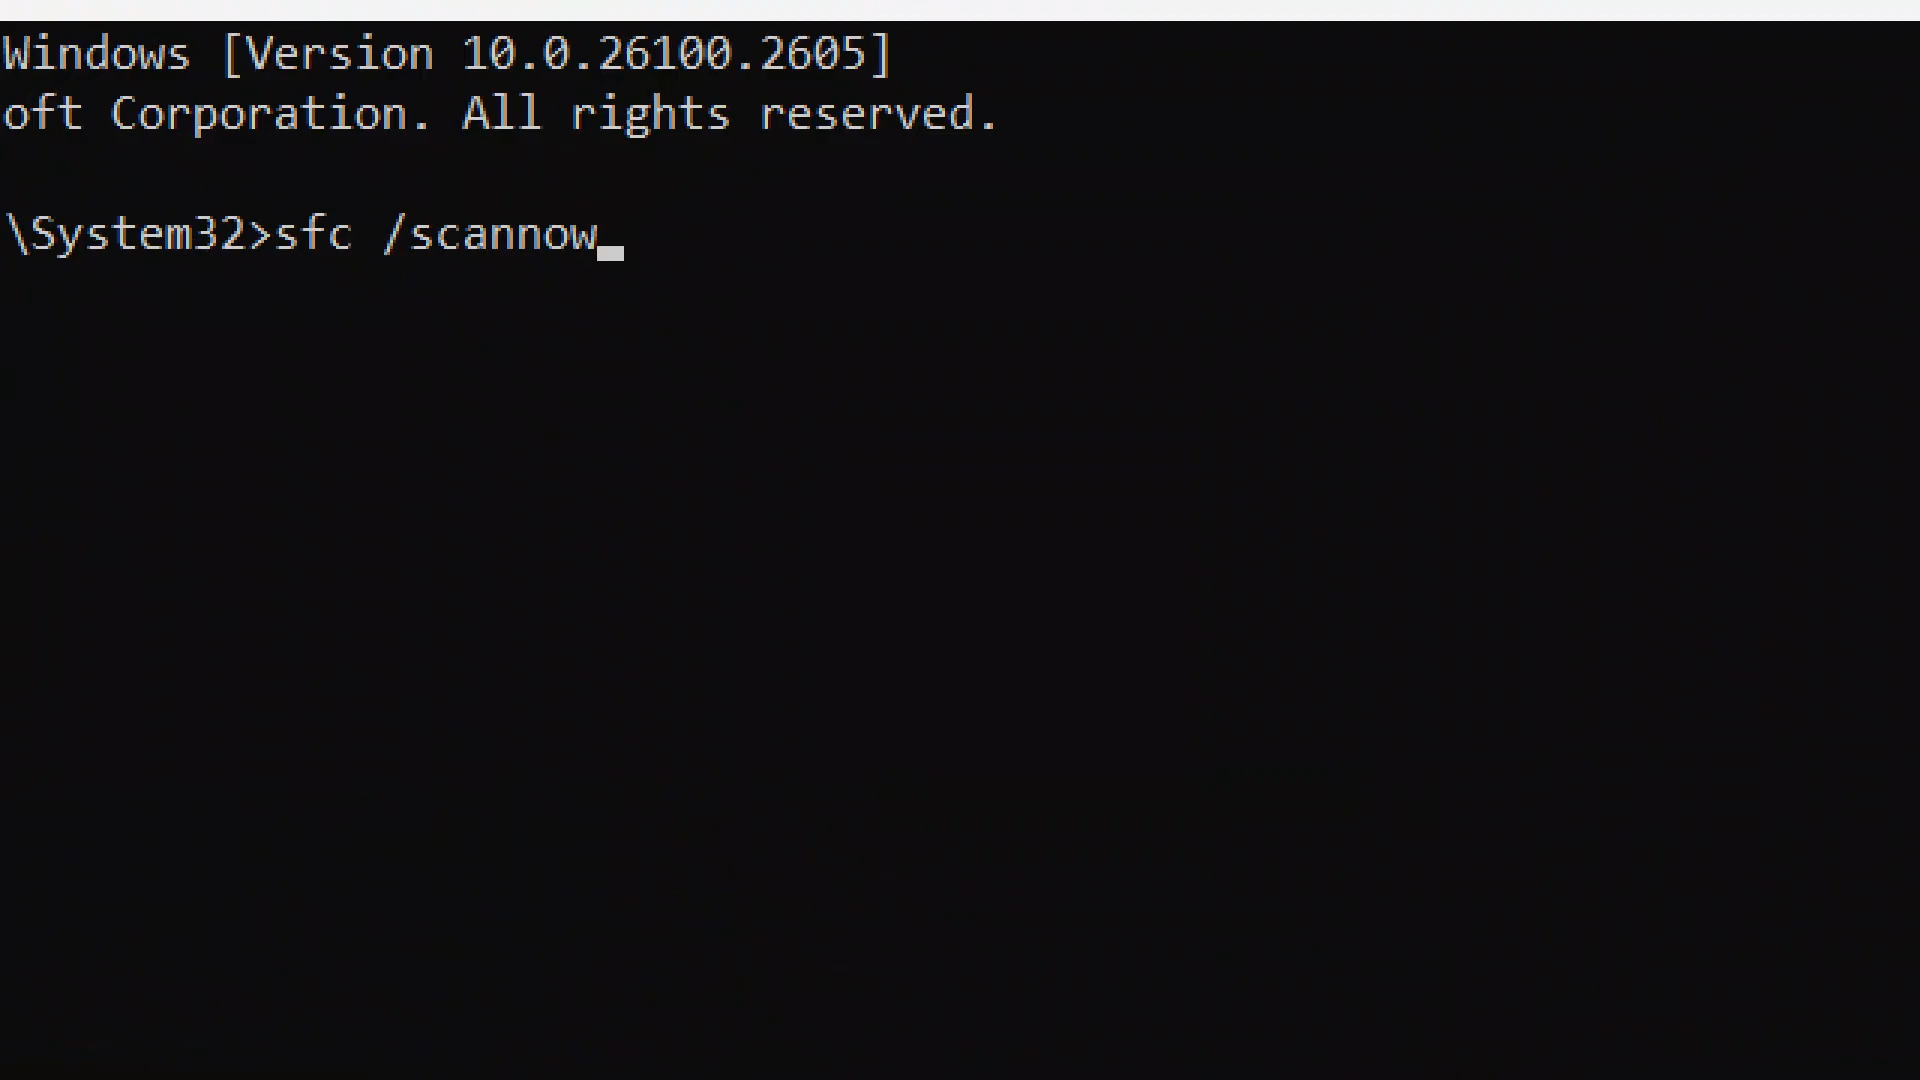 Windows [Version 10.0.26100.2605]
oft Corporation. All rights reserved.
\System32>sfc /scannow